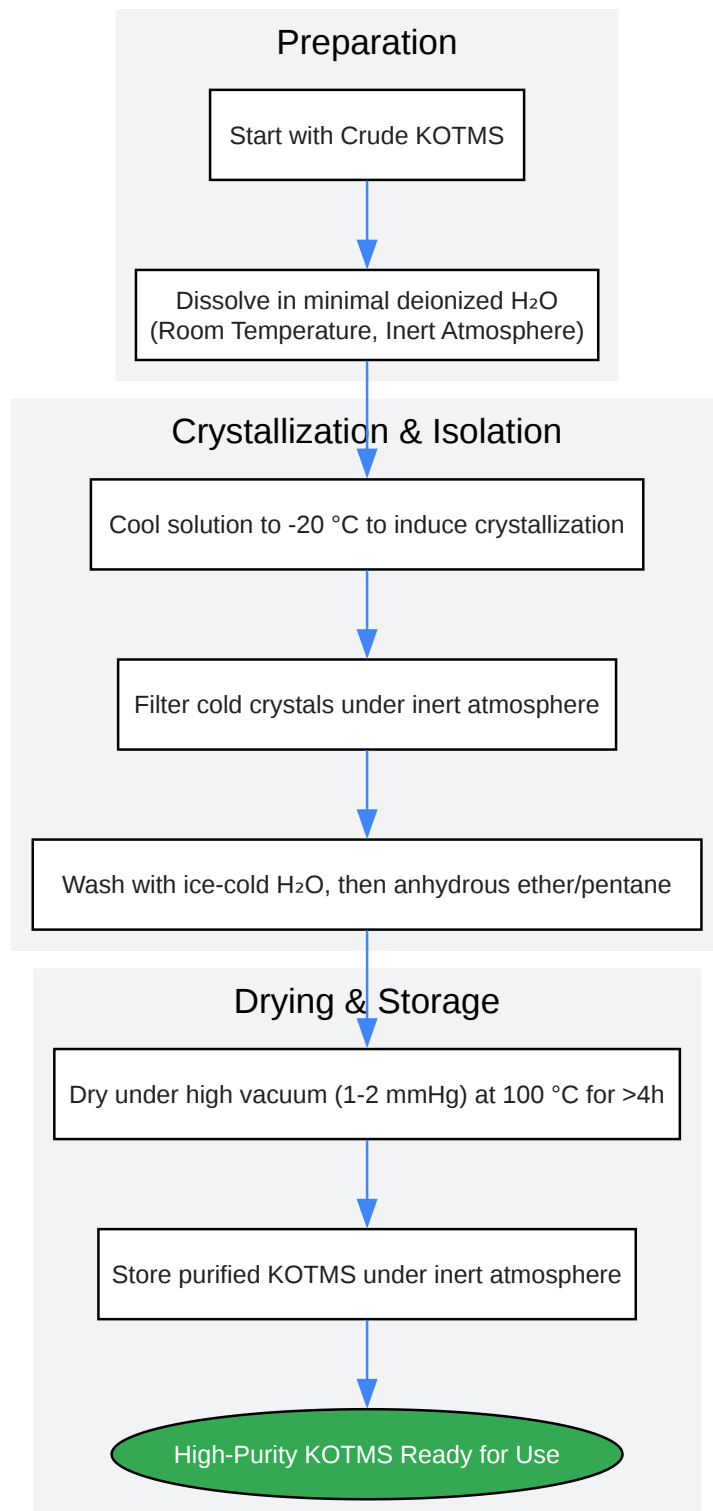 Preparation
Start with Crude KOTMS
Dissolve in minimal deionized H₂O
(Room Temperature, Inert Atmosphere)
Crystallization & Isolation
Cool solution to -20 °C to induce crystallization
Filter cold crystals under inert atmosphere
Wash with ice-cold H₂O, then anhydrous ether/pentane
Drying & Storage
Dry under high vacuum (1-2 mmHg) at 100 °C for >4h
Store purified KOTMS under inert atmosphere
High-Purity KOTMS Ready for Use